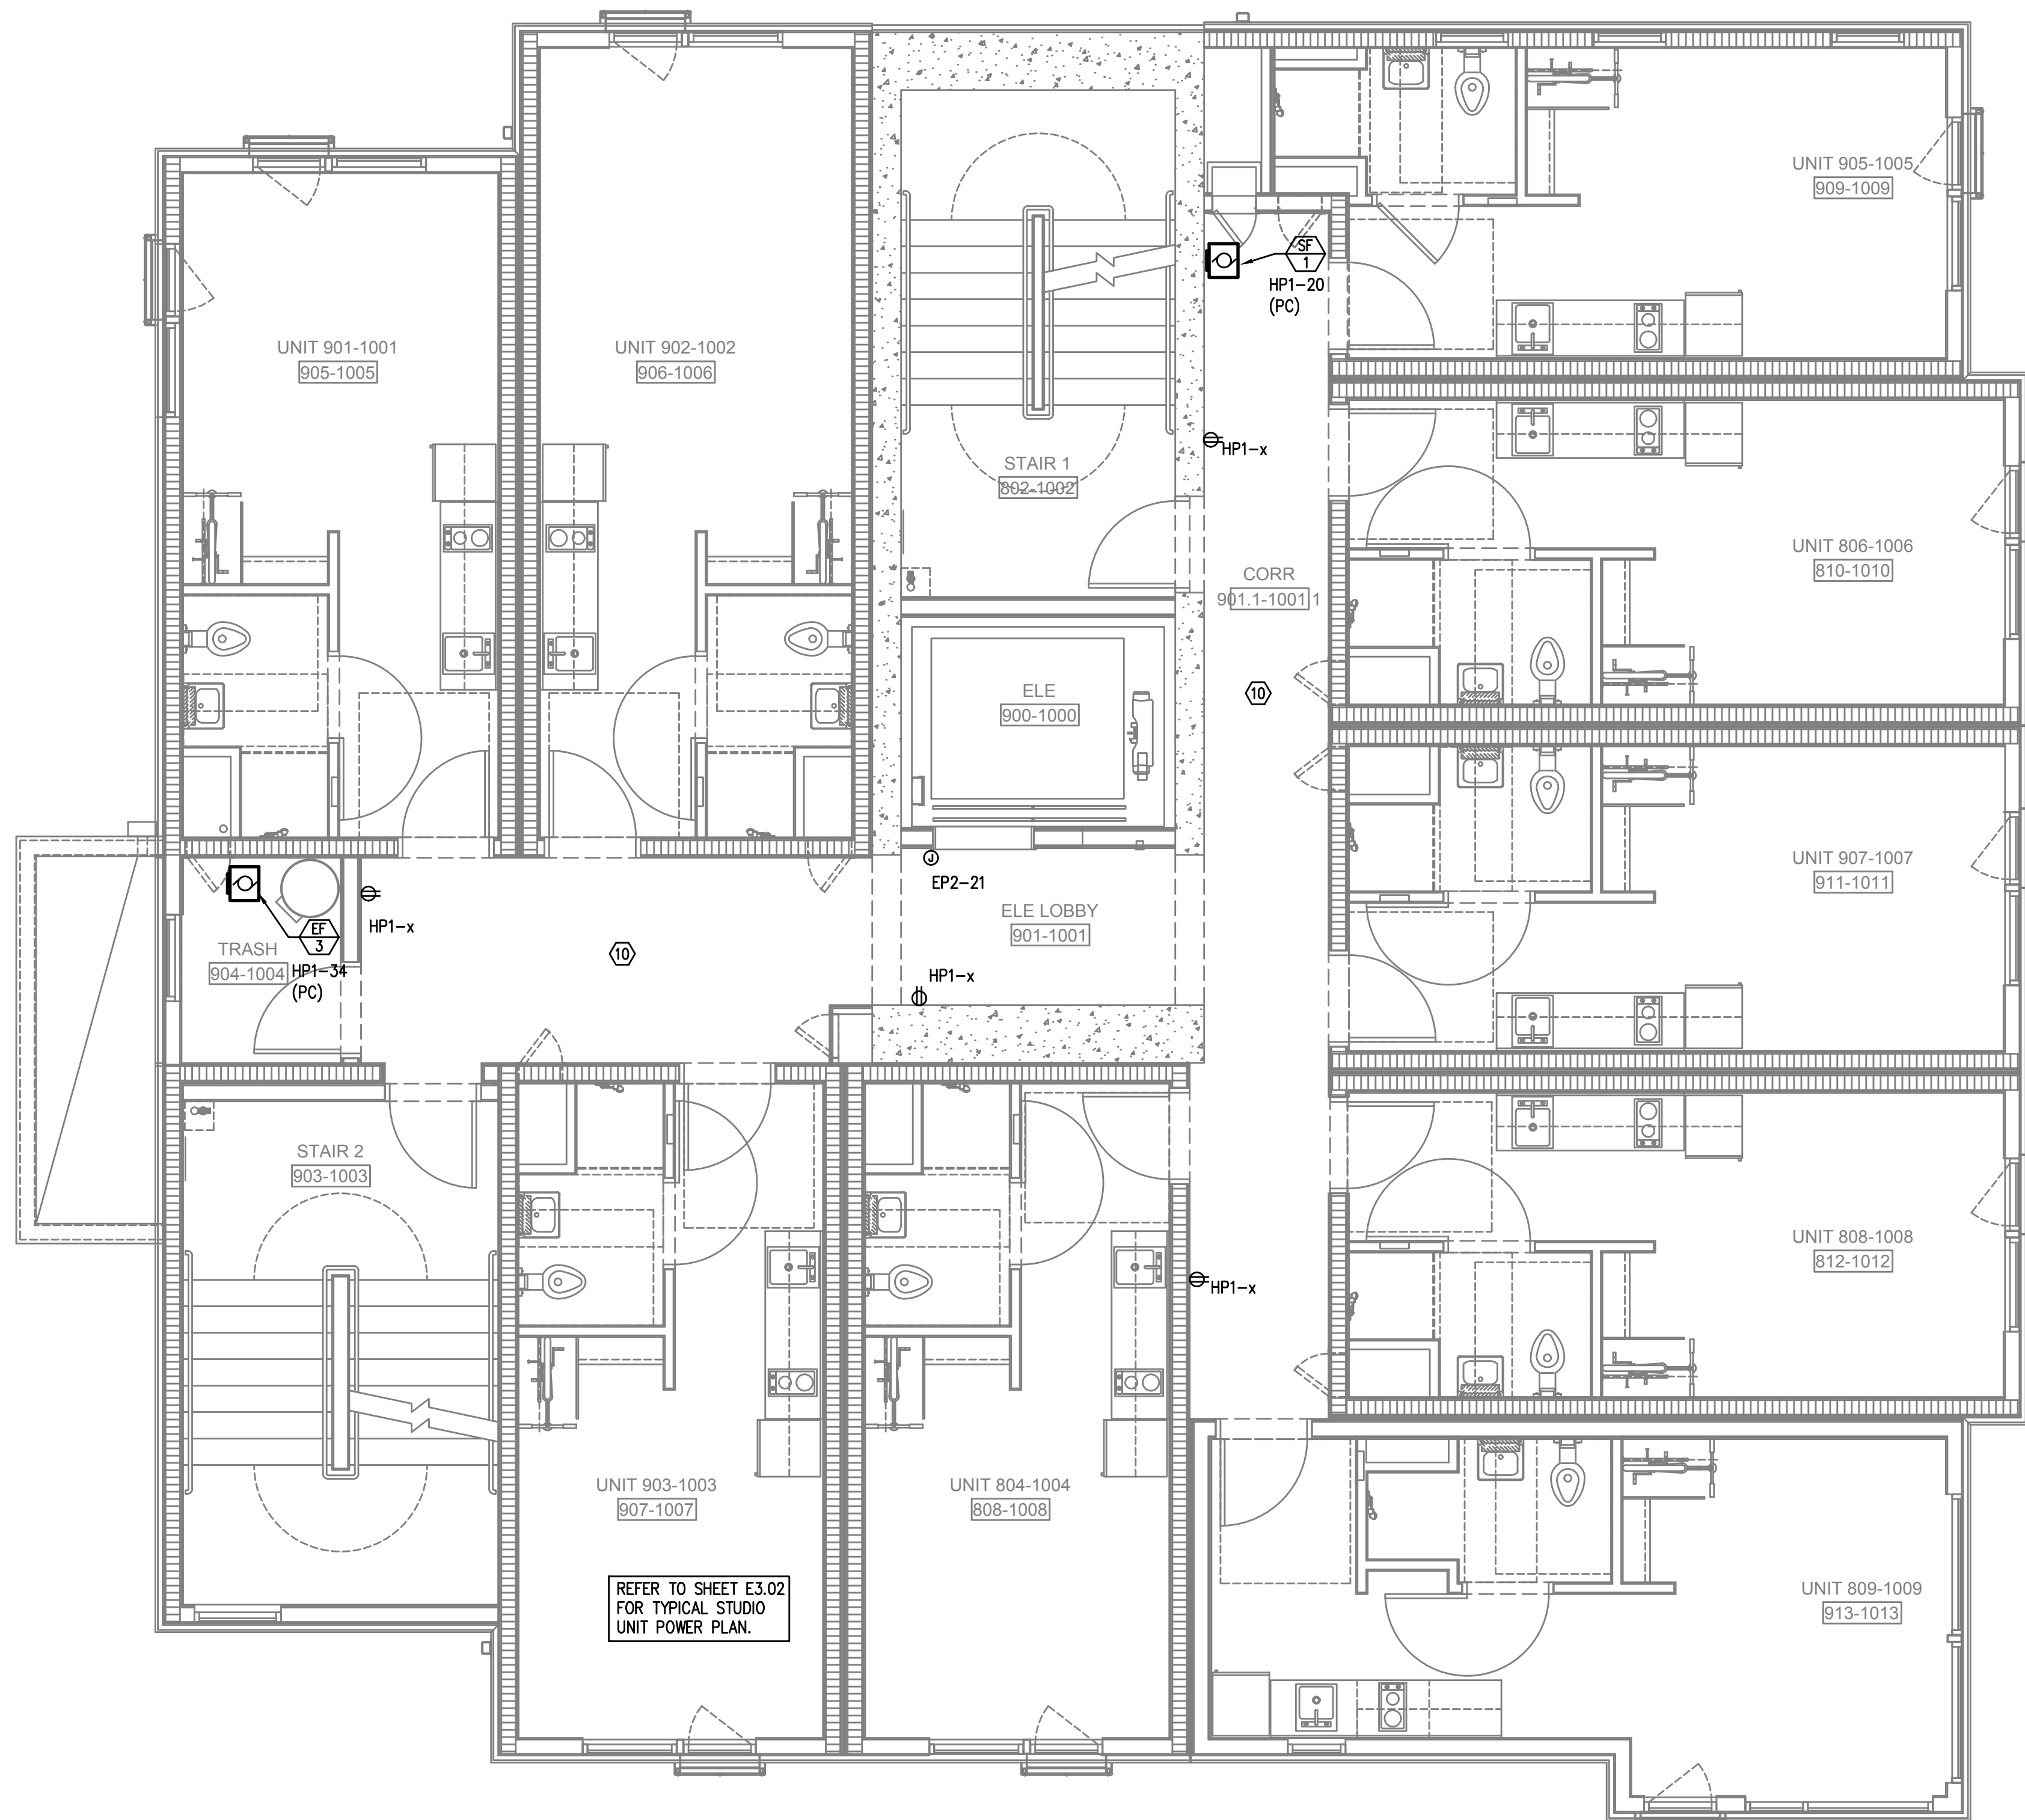 UNIT 905-1005
909-1009
SF
1
HP1-20
(PC)
UNIT 901-1001
905-1005
UNIT 902-1002
906-1006
HP1-x
STAIR 1
802-1002
UNIT 806-1006
810-1010
CORR
901.1-1001.1
ELE
900-1000
10
J
EP2-21
UNIT 907-1007
911-1011
ELE LOBBY
901-1001
HP1-x
EF
3
TRASH
904-1004
HP1-34
(PC)
10
HP1-x
STAIR 2
903-1003
UNIT 808-1008
812-1012
HP1-x
UNIT 903-1003
907-1007
UNIT 804-1004
808-1008
REFER TO SHEET E3.02
FOR TYPICAL STUDIO
UNIT POWER PLAN.
UNIT 809-1009
913-1013